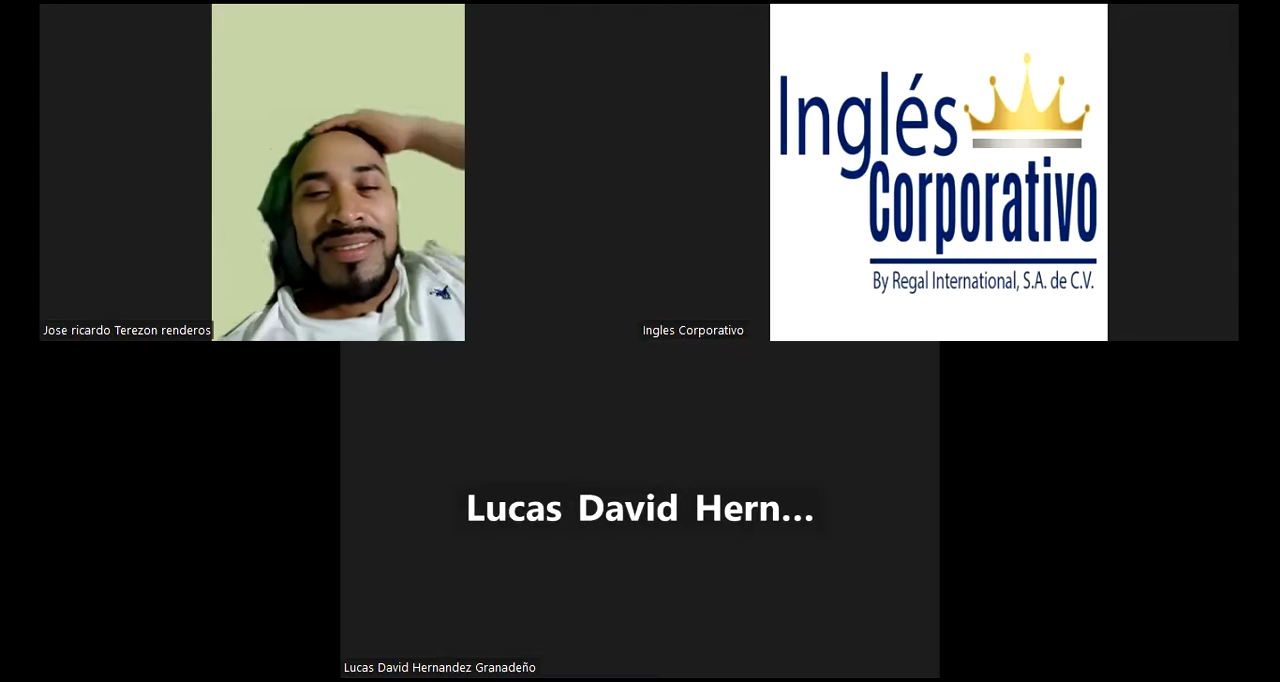 Jose ricardo Terezon renderos
Inglés
Corporativo
By Regal International, S.A. de C.V.
Ingles Corporativo
Lucas David Hern...
Lucas David Hernandez Granadeño